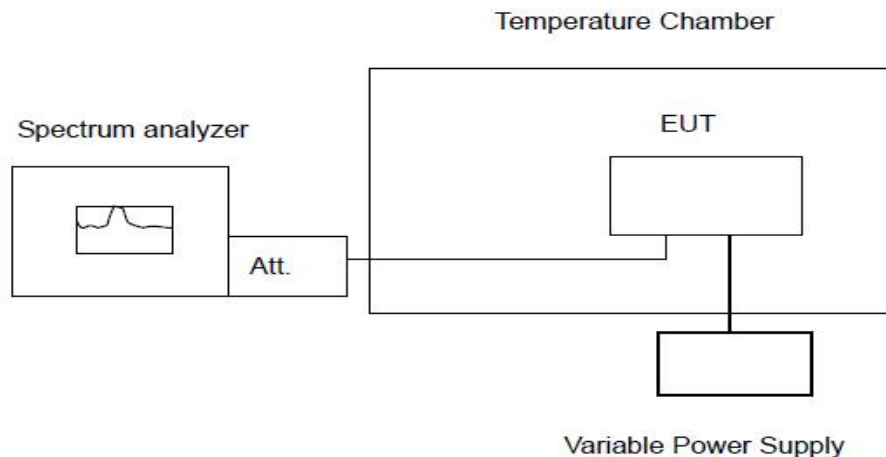 Temperature Chamber
Spectrum analyzer
EUT
Att.
Variable Power Supply